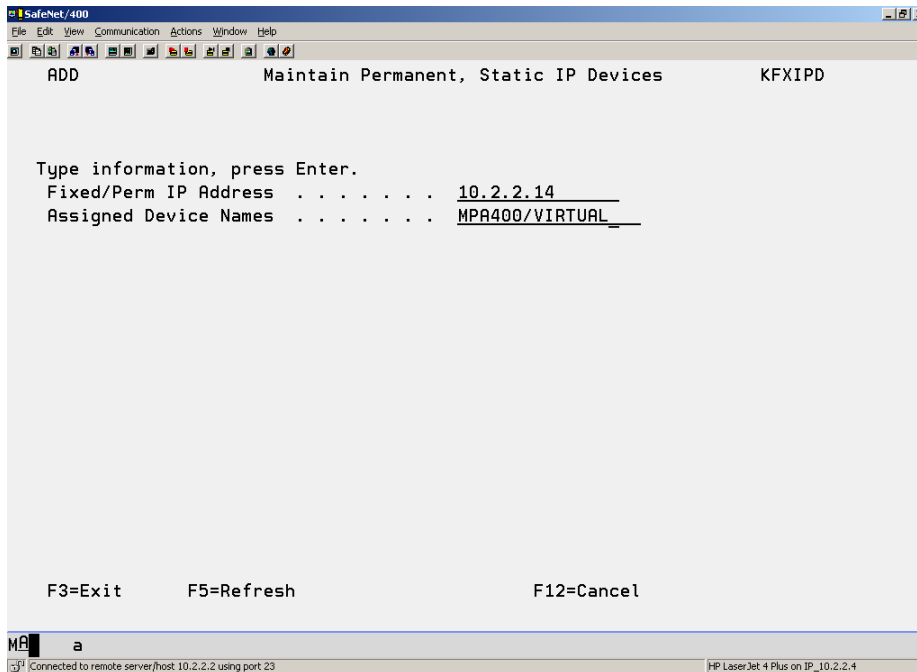 SafeNet/400
File Edit View Communication Actions Window Help
ADD Maintain Permanent, Static IP Devices KFXIPD
Type information, press Enter.
Fixed/Perm IP Address . . . . . . . 10.2.2.14
Assigned Device Names . . . . . . . MPA400/VIRTUAL_
F3=Exit F5=Refresh F12=Cancel
MA a
Connected to remote server/host 10.2.2.2 using port 23 HP LaserJet 4 Plus on IP_10.2.2.4